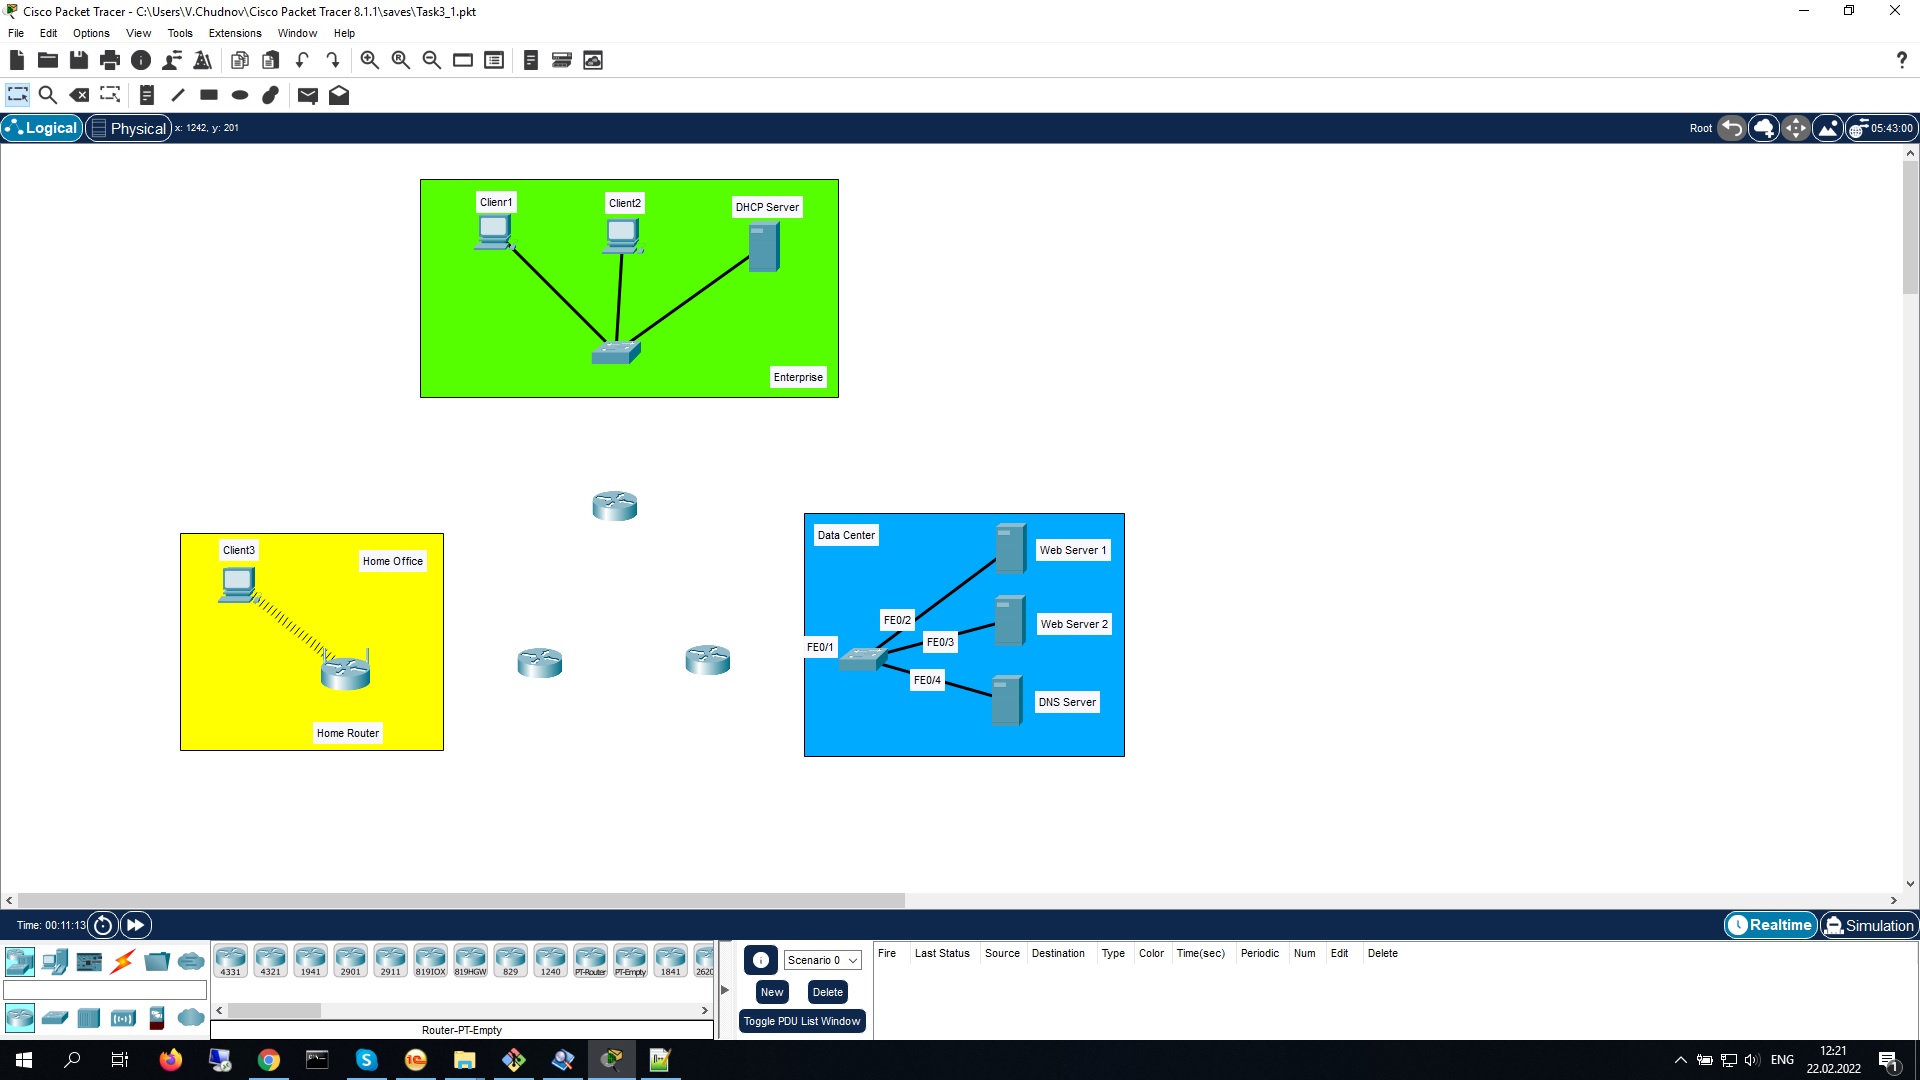 Cisco Packet Tracer - C:\Users\V.Chudnov\Cisco Packet Tracer 8.1.1\saves\Task3_1.pkt
File Edit Options View Tools Extensions Window Help
Logical Physical x: 1242, y: 201 Root 05:43:00
Clienr1
Client2
DHCP Server
Enterprise
Client3
Home Office
Home Router
Data Center
Web Server 1
FE0/2
Web Server 2
FE0/1
FE0/3
FE0/4
DNS Server
Time: 00:11:13
Realtime Simulation
4331 4321 1941 2901 2911 819IOX 819HGW 829 1240 PT-Router PT-Empty 1841 2620
Router-PT-Empty
Scenario 0
New Delete
Toggle PDU List Window
Fire Last Status Source Destination Type Color Time(sec) Periodic Num Edit Delete
ENG
12:21
22.02.2022
1